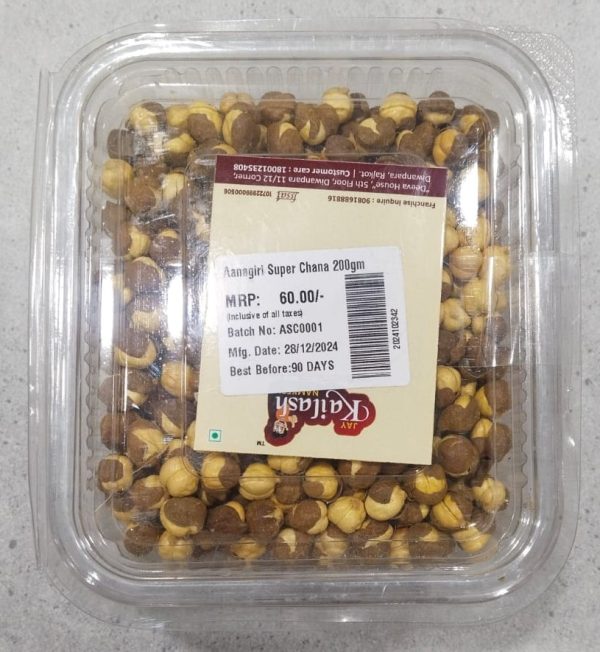 "Deeva House", 5th Floor, Diwanpara 11/12 Corner,
Diwanpara, Rajkot. | Customer care : 18001235408
Franchise Inquire : 9081688816
fssai 10722999000506
Aanagiri Super Chana 200gm
MRP: 60.00/-
(Inclusive of all taxes)
Batch No: ASC0001
Mfg. Date: 28/12/2024
Best Before:90 DAYS
2024102342
JAY
Kailash
TM